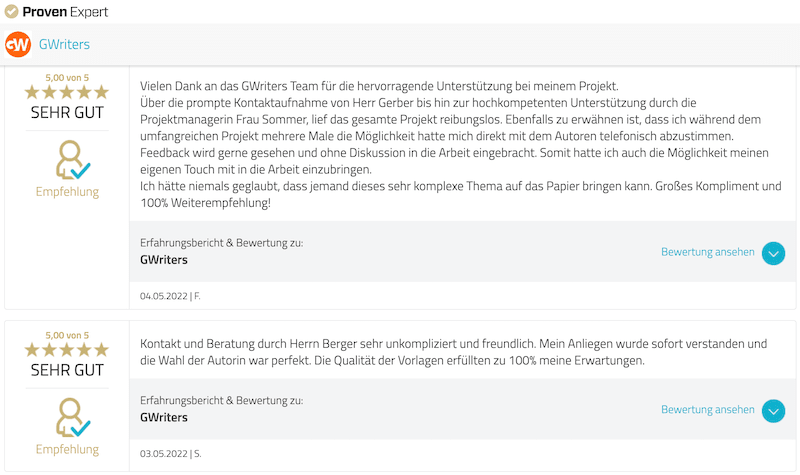 Proven Expert
GWriters
5,00 von 5
SEHR GUT
Empfehlung
Vielen Dank an das GWriters Team für die hervorragende Unterstützung bei meinem Projekt.
Über die prompte Kontaktaufnahme von Herr Gerber bis hin zur hochkompetenten Unterstützung durch die
Projektmanagerin Frau Sommer, lief das gesamte Projekt reibungslos. Ebenfalls zu erwähnen ist, dass ich während dem
umfangreichen Projekt mehrere Male die Möglichkeit hatte mich direkt mit dem Autoren telefonisch abzustimmen.
Feedback wird gerne gesehen und ohne Diskussion in die Arbeit eingebracht. Somit hatte ich auch die Möglichkeit meinen
eigenen Touch mit in die Arbeit einzubringen.
Ich hätte niemals geglaubt, dass jemand dieses sehr komplexe Thema auf das Papier bringen kann. Großes Kompliment und
100% Weiterempfehlung!
Erfahrungsbericht & Bewertung zu:
GWriters
Bewertung ansehen
04.05.2022 | F.
5,00 von 5
SEHR GUT
Empfehlung
Kontakt und Beratung durch Herrn Berger sehr unkompliziert und freundlich. Mein Anliegen wurde sofort verstanden und
die Wahl der Autorin war perfekt. Die Qualität der Vorlagen erfüllten zu 100% meine Erwartungen.
Erfahrungsbericht & Bewertung zu:
GWriters
Bewertung ansehen
03.05.2022 | S.